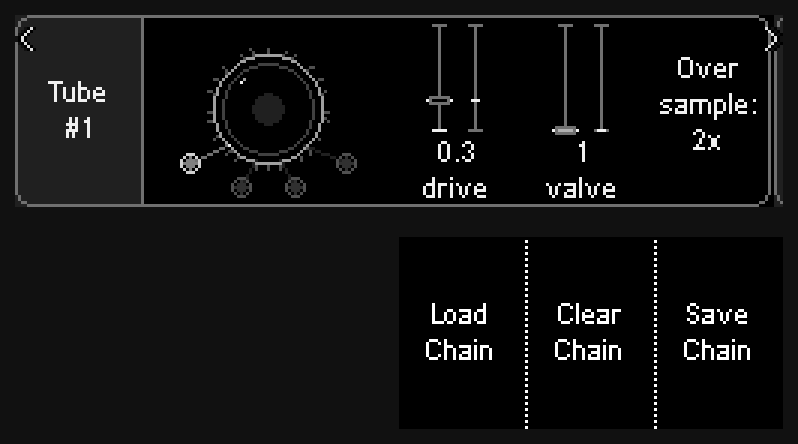 Tube
#1
0.3
drive
1
valve
Over
sample:
2x
Load
Chain
Clear
Chain
Save
Chain